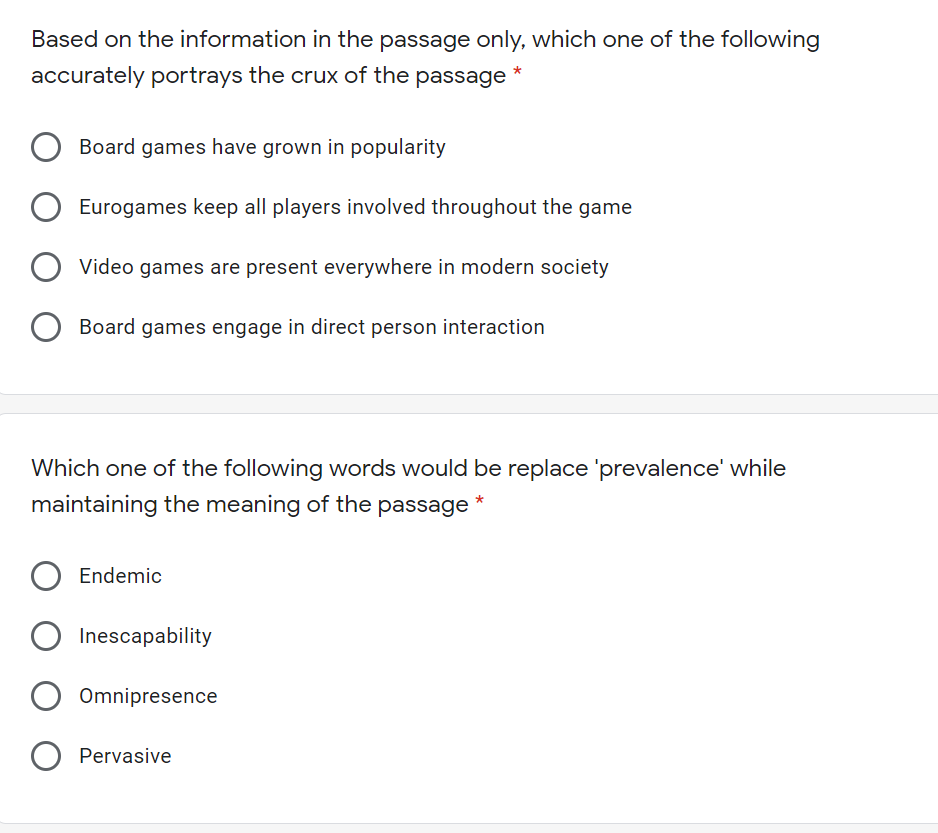 Based on the information in the passage only, which one of the following
accurately portrays the crux of the passage *
Board games have grown in popularity
Eurogames keep all players involved throughout the game
Video games are present everywhere in modern society
Board games engage in direct person interaction
Which one of the following words would be replace 'prevalence' while
maintaining the meaning of the passage *
Endemic
Inescapability
Omnipresence
Pervasive